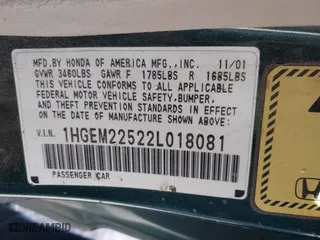 MFD.BY HONDA OF AMERICA MFG.,INC. 11/01
GVWR 3460LBS GAWR F 1785LBS R 1685LBS
THIS VEHICLE CONFORMS TO ALL APPLICABLE
FEDERAL MOTOR VEHICLE SAFETY,BUMPER,
AND THEFT PREVENTION STANDARDS IN EFFECT
ON THE DATE OF MANUFACTURE SHOWN ABOVE.
V.I.N. 1HGEM22522L018081
PASSENGER CAR
DREAMBID